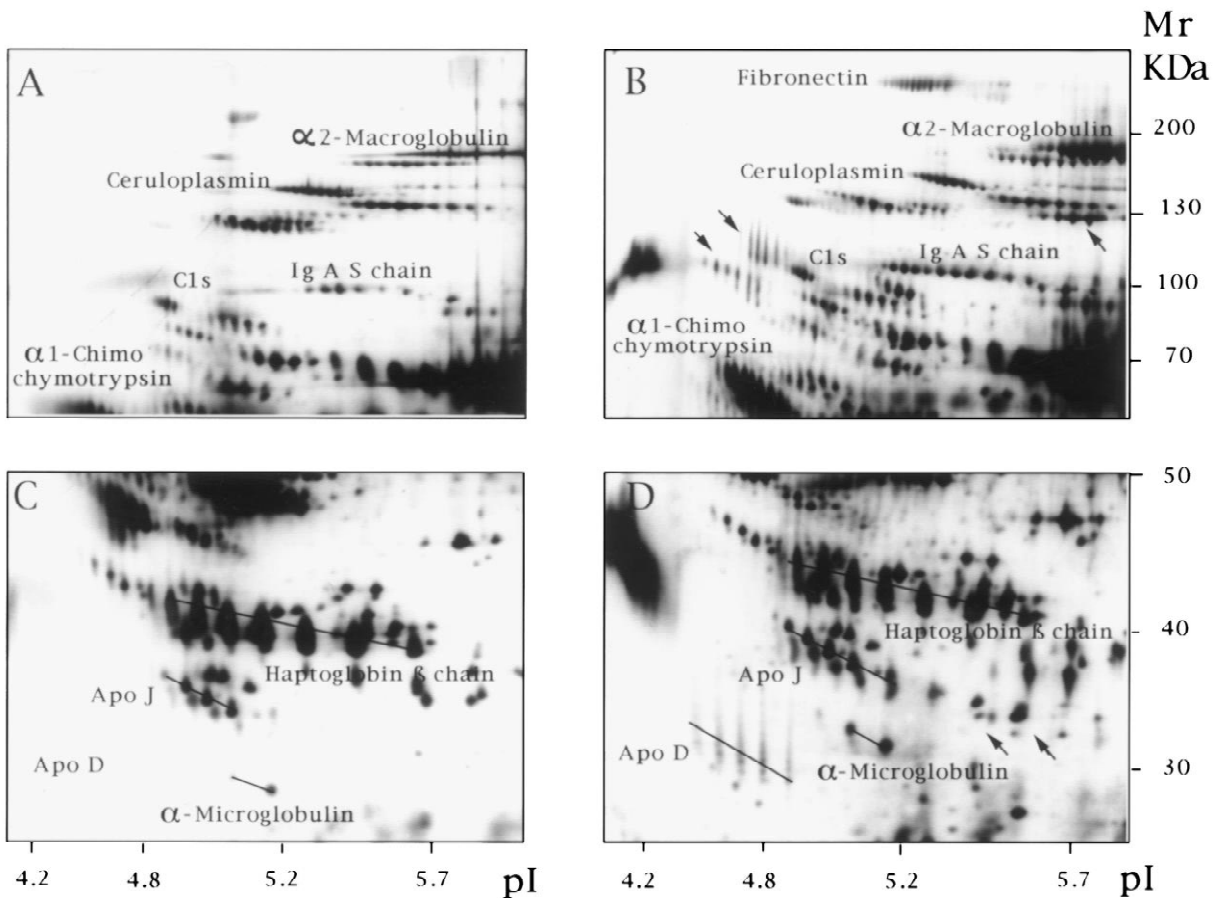 Mr
KDa
A
α2-Macroglobulin
Ceruloplasmin
C1s
Ig A S chain
α1-Chimo
chymotrypsin
B
Fibronectin
α2-Macroglobulin
Ceruloplasmin
C1s
Ig A S chain
α1-Chimo
chymotrypsin
200
130
100
70
C
Haptoglobin ß chain
Apo J
Apo D
α-Microglobulin
D
Haptoglobin ß chain
Apo J
Apo D
α-Microglobulin
50
40
30
4.2 4.8 5.2 5.7 pI
4.2 4.8 5.2 5.7 pI